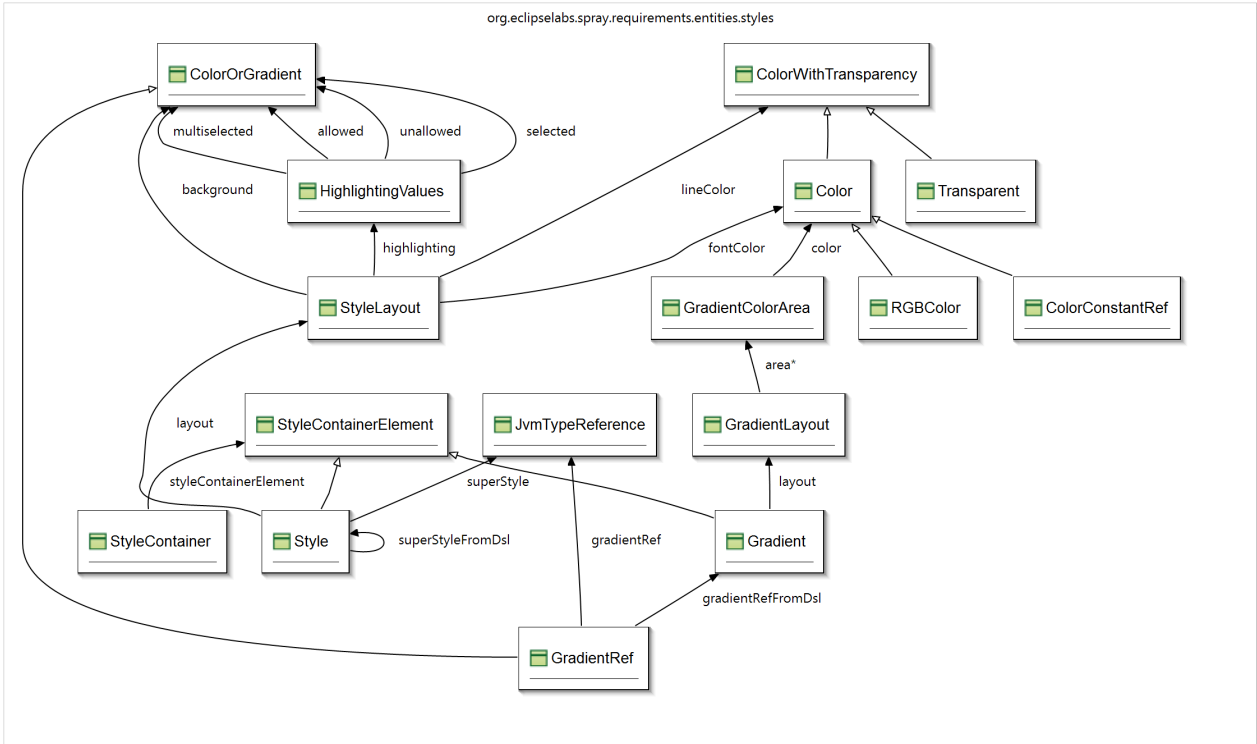 org.eclipselabs.spray.requirements.entities.styles
ColorOrGradient
ColorWithTransparency
multiselected
allowed
unallowed
selected
background
HighlightingValues
lineColor
Color
Transparent
highlighting
fontColor
color
StyleLayout
GradientColorArea
RGBColor
ColorConstantRef
area*
layout
StyleContainerElement
JvmTypeReference
GradientLayout
styleContainerElement
superStyle
layout
StyleContainer
Style
superStyleFromDsl
gradientRef
Gradient
gradientRefFromDsl
GradientRef